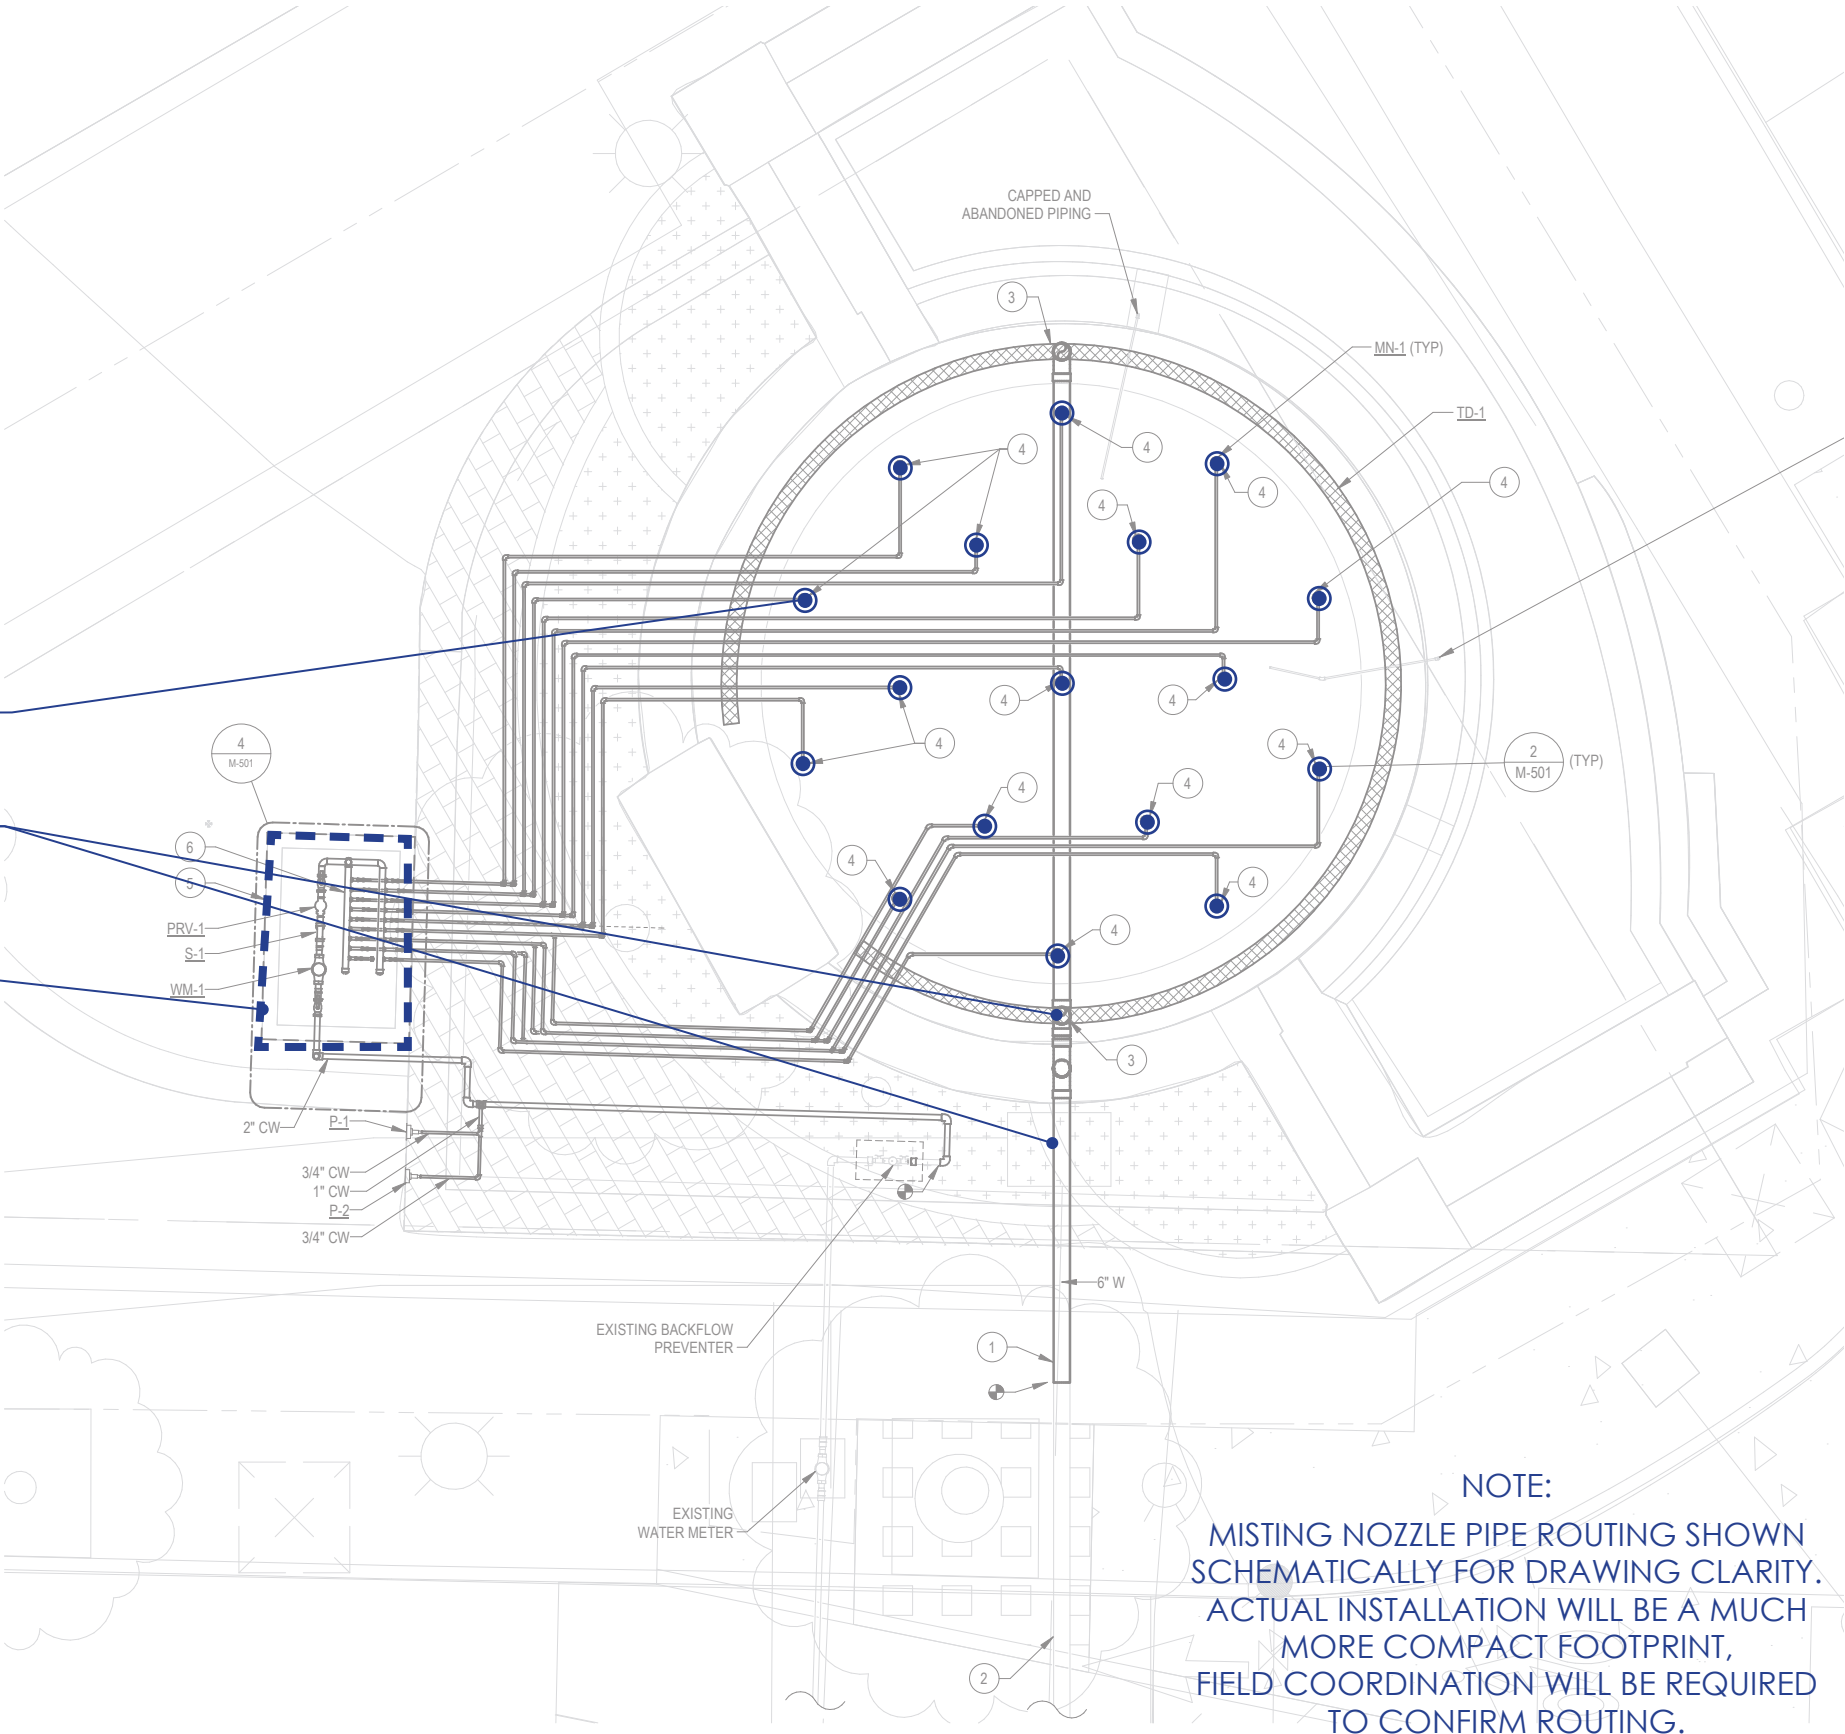 CAPPED AND
ABANDONED PIPING
3
MN-1 (TYP)
TD-1
4
4
4
4
4
4
4
4
4
4
2
M-501
(TYP)
4
M-501
4
4
4
4
4
6
5
PRV-1
S-1
WM-1
3
2" CW
P-1
3/4" CW
1" CW
P-2
3/4" CW
6" W
EXISTING BACKFLOW
PREVENTER
1
EXISTING
WATER METER
2
NOTE:
MISTING NOZZLE PIPE ROUTING SHOWN
SCHEMATICALLY FOR DRAWING CLARITY.
ACTUAL INSTALLATION WILL BE A MUCH
MORE COMPACT FOOTPRINT,
FIELD COORDINATION WILL BE REQUIRED
TO CONFIRM ROUTING.